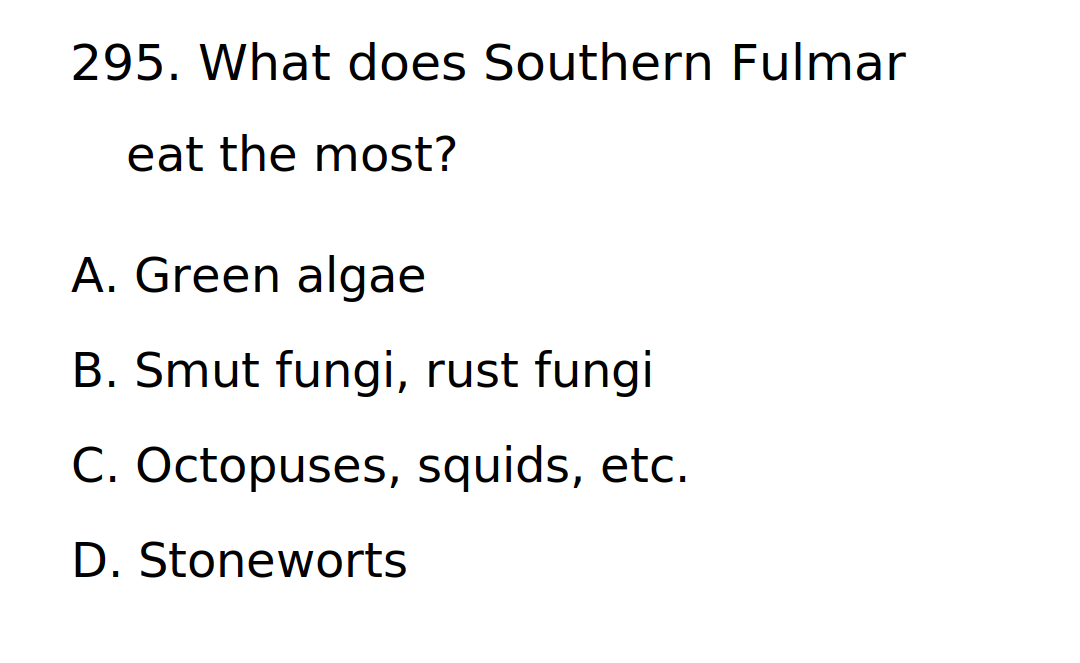 295. What does Southern Fulmar
eat the most?
A. Green algae
B. Smut fungi, rust fungi
C. Octopuses, squids, etc.
D. Stoneworts